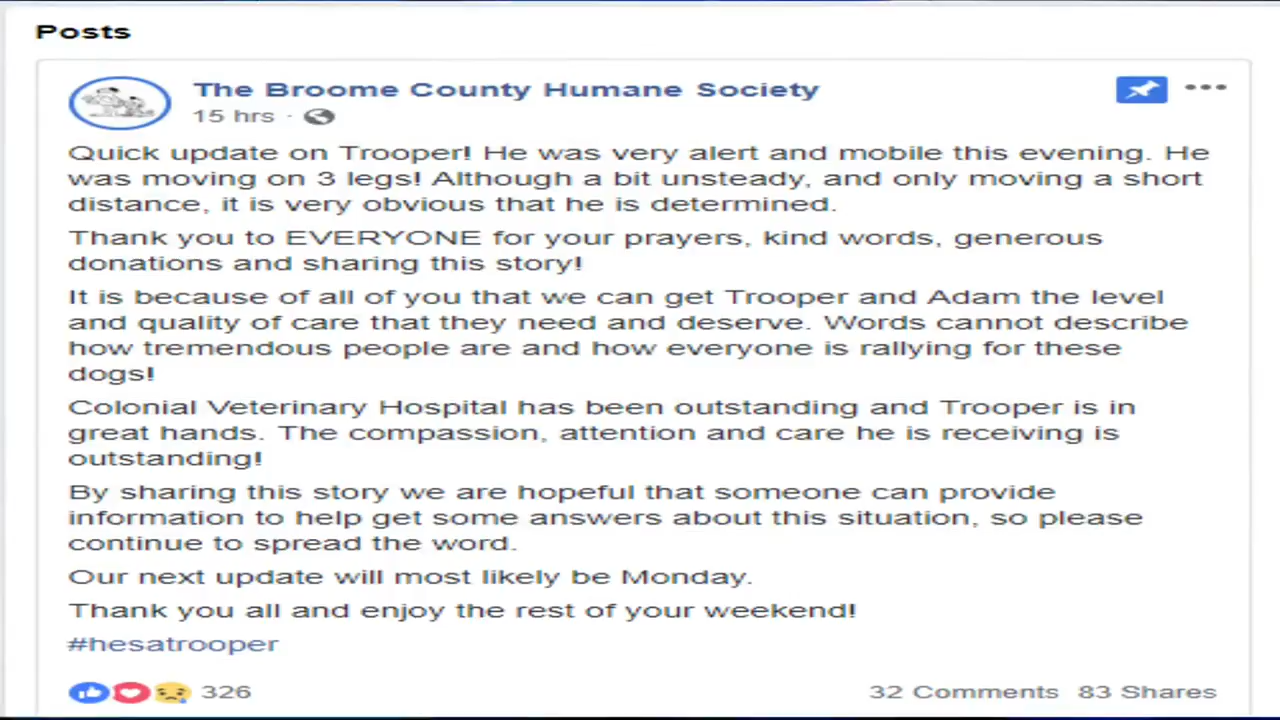 Posts
The Broome County Humane Society
15 hrs ·
Quick update on Trooper! He was very alert and mobile this evening. He
was moving on 3 legs! Although a bit unsteady, and only moving a short
distance, it is very obvious that he is determined.
Thank you to EVERYONE for your prayers, kind words, generous
donations and sharing this story!
It is because of all of you that we can get Trooper and Adam the level
and quality of care that they need and deserve. Words cannot describe
how tremendous people are and how everyone is rallying for these
dogs!
Colonial Veterinary Hospital has been outstanding and Trooper is in
great hands. The compassion, attention and care he is receiving is
outstanding!
By sharing this story we are hopeful that someone can provide
information to help get some answers about this situation, so please
continue to spread the word.
Our next update will most likely be Monday.
Thank you all and enjoy the rest of your weekend!
#hesatrooper
326 32 Comments 83 Shares